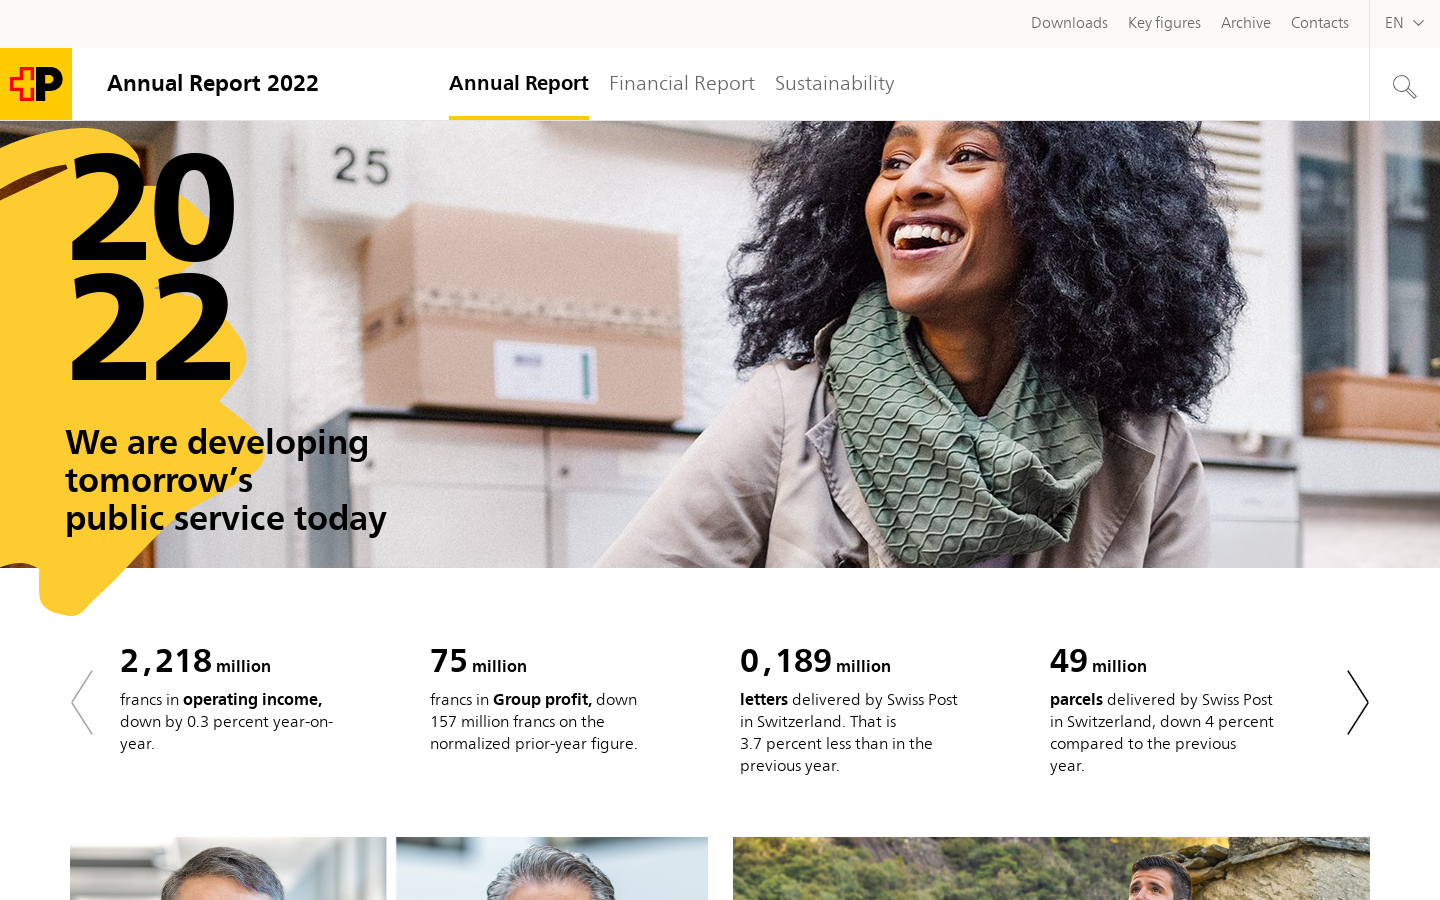 Downloads Key figures Archive Contacts EN
P
Annual Report 2022
Annual Report Financial Report Sustainability
25
20
22
We are developing
tomorrow’s
public service today
2,218 million
francs in operating income,
down by 0.3 percent year-on-
year.
75 million
francs in Group profit, down
157 million francs on the
normalized prior-year figure.
0,189 million
letters delivered by Swiss Post
in Switzerland. That is
3.7 percent less than in the
previous year.
49 million
parcels delivered by Swiss Post
in Switzerland, down 4 percent
compared to the previous
year.